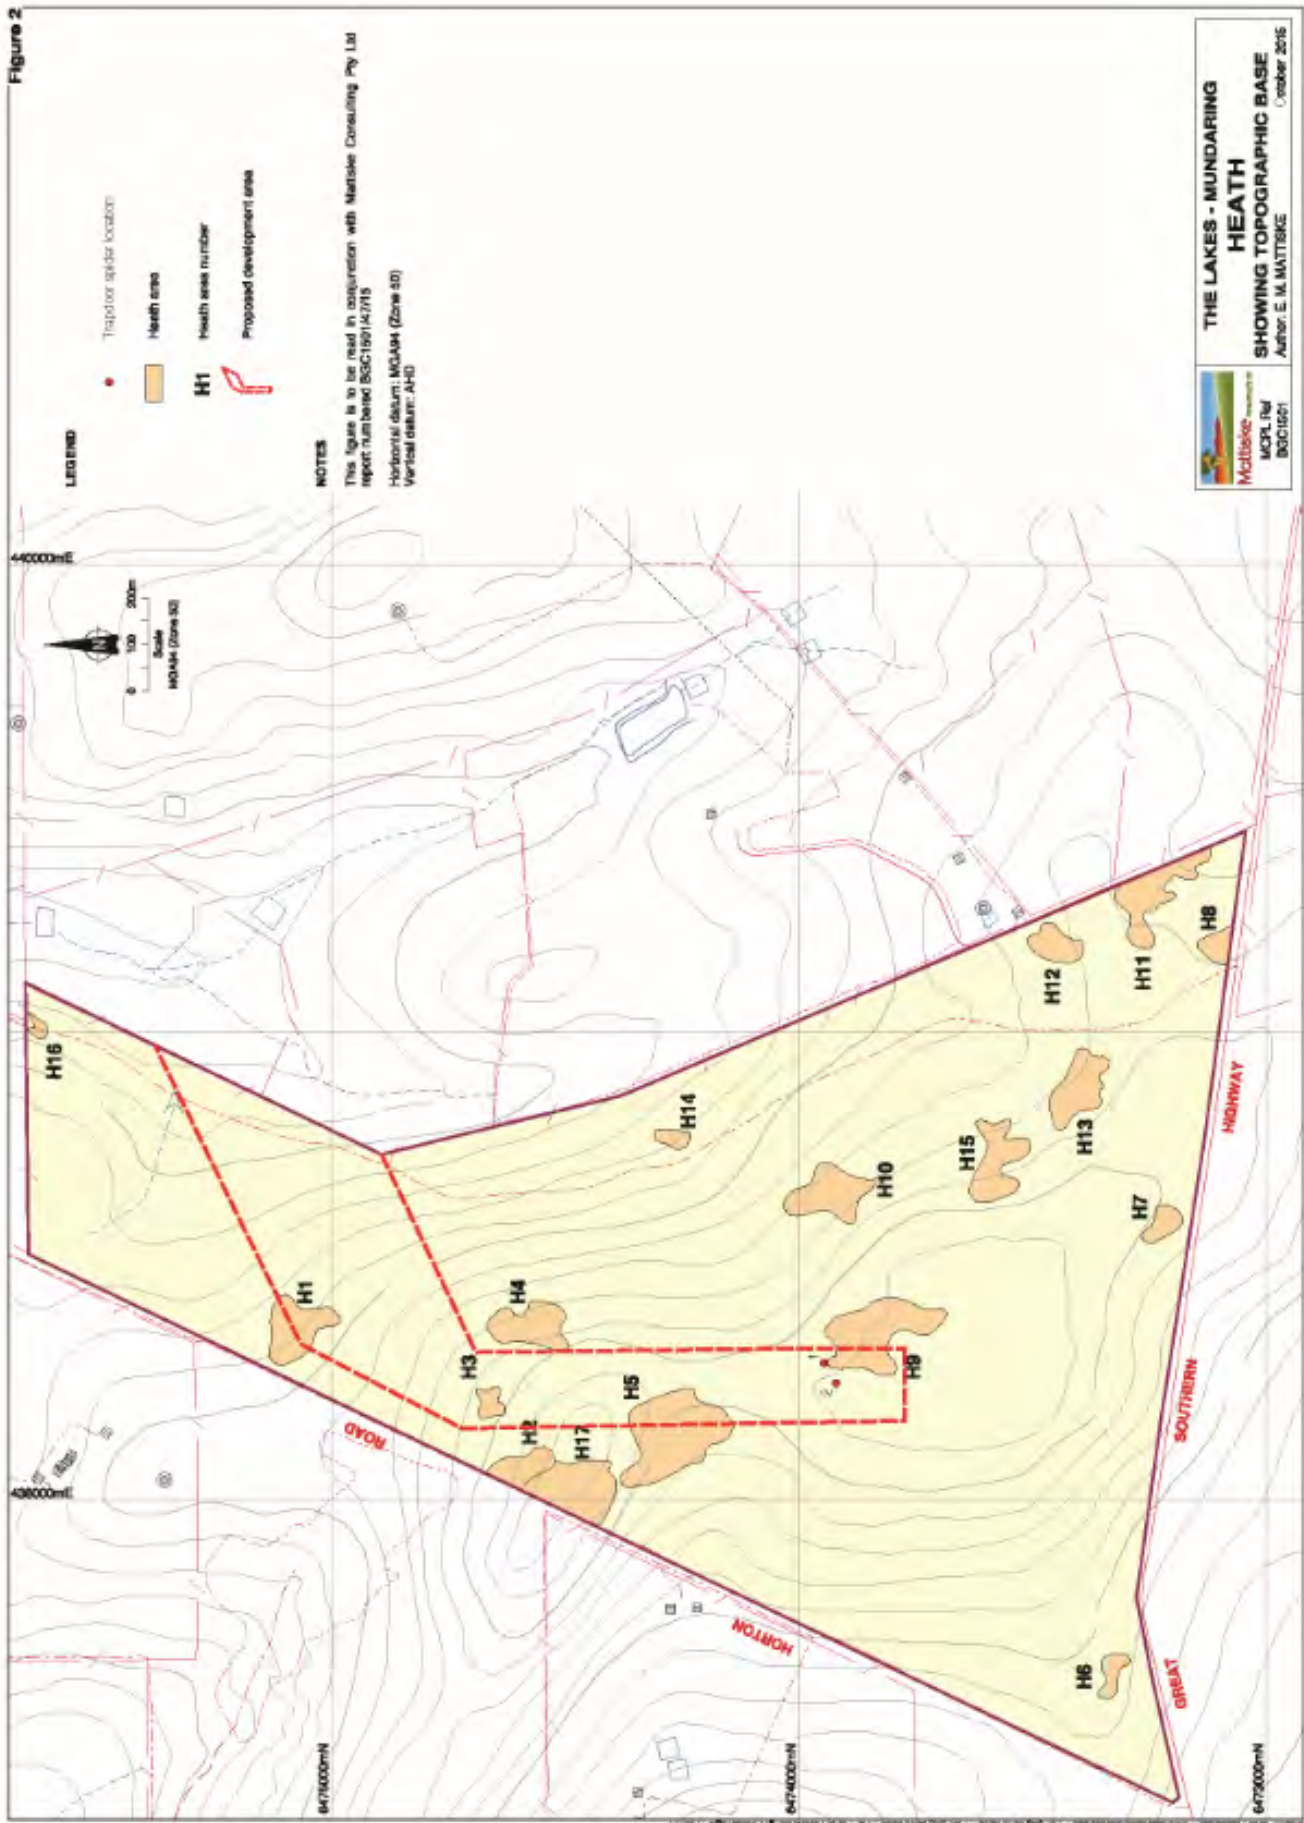 Figure 2
LEGEND
Trapdoor spider location
Heath area
H1
Heath area number
Proposed development area
NOTES
This figure is to be read in conjunction with Mattiske Consulting Pty Ltd
report numbered BGC1501/47/15
Horizontal datum: MGA94 (Zone 50)
Vertical datum: AHD
440000mE
N
0 100 200m
Scale
MGA94 (Zone 50)
438000mE
6475000mN
6474000mN
6473000mN
H16
H1
H3
H4
H2
H17
H5
H14
H10
1
2
H9
H15
H13
H12
H11
H8
H7
H6
HORTON
ROAD
GREAT
SOUTHERN
HIGHWAY
Mattiske
MCPL Ref
BGC1501
THE LAKES - MUNDARING
HEATH
SHOWING TOPOGRAPHIC BASE
Author: E. M. MATTISKE
October 2015